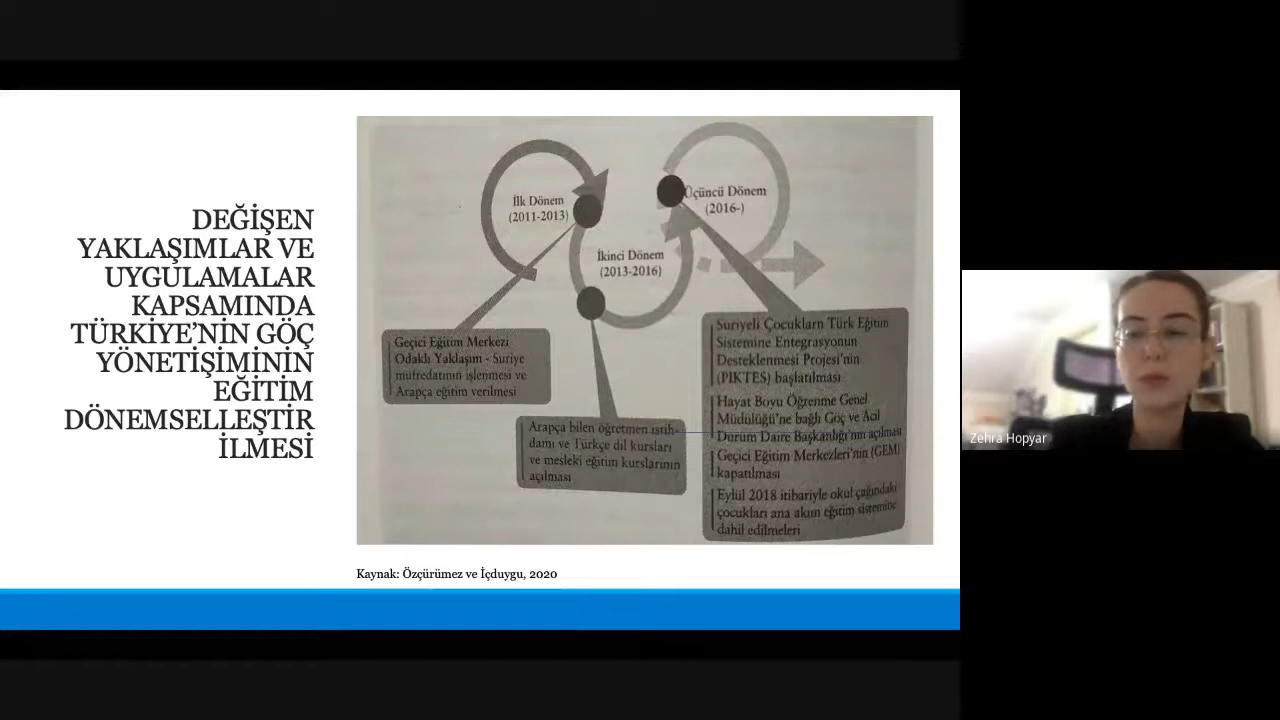 DEĞİŞEN
YAKLAŞIMLAR VE
UYGULAMALAR
KAPSAMINDA
TÜRKİYE'NİN GÖÇ
YÖNETİŞİMİNİN
EĞİTİM
DÖNEMSELLEŞTİR
İLMESİ
İlk Dönem
(2011-2013)
İkinci Dönem
(2013-2016)
Üçüncü Dönem
(2016-)
Geçici Eğitim Merkezi
Odaklı Yaklaşım - Suriye
müfredatının işlenmesi ve
Arapça eğitim verilmesi
Arapça bilen öğretmen istih-
damı ve Türkçe dil kursları
ve mesleki eğitim kurslarının
açılması
Suriyeli Çocukların Türk Eğitim
Sistemine Entegrasyonun
Desteklenmesi Projesi'nin
(PIKTES) başlatılması
Hayat Boyu Öğrenme Genel
Müdülüğü'ne bağlı Göç ve Acil
Durum Daire Başkanlığı'nın açılması
Geçici Eğitim Merkezleri'nin (GEM)
kapatılması
Eylül 2018 itibariyle okul çağındaki
çocukları ana akım eğitim sistemine
dahil edilmeleri
Kaynak: Özçürümez ve İçduygu, 2020
Zehra Hopyar